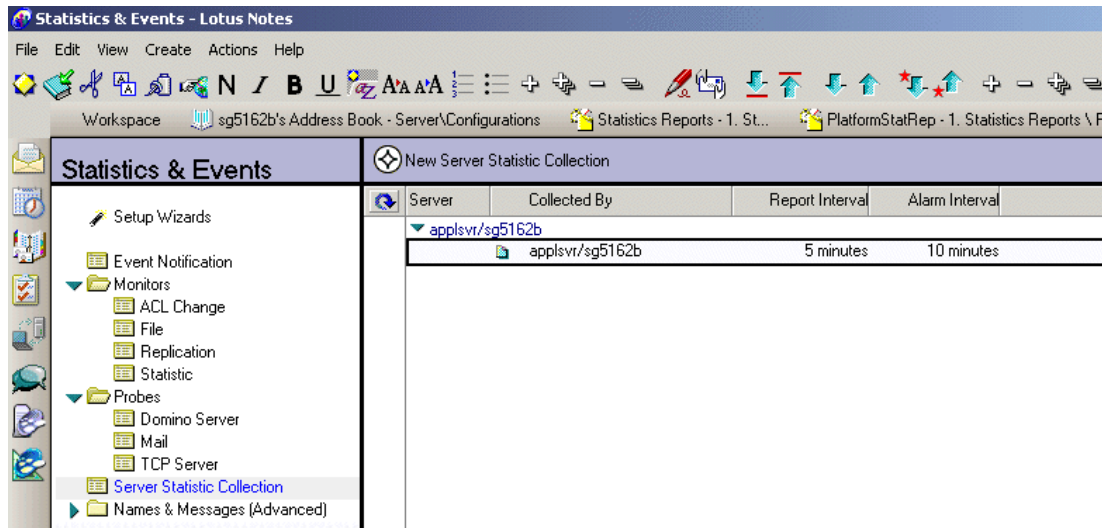 Statistics & Events - Lotus Notes
File Edit View Create Actions Help
Workspace sg5162b's Address Book - Server\Configurations Statistics Reports - 1. St... PlatformStatRep - 1. Statistics Reports \
Statistics & Events
New Server Statistic Collection
Server Collected By Report Interval Alarm Interval
applsvr/sg5162b
applsvr/sg5162b 5 minutes 10 minutes
Setup Wizards
Event Notification
Monitors
ACL Change
File
Replication
Statistic
Probes
Domino Server
Mail
TCP Server
Server Statistic Collection
Names & Messages (Advanced)